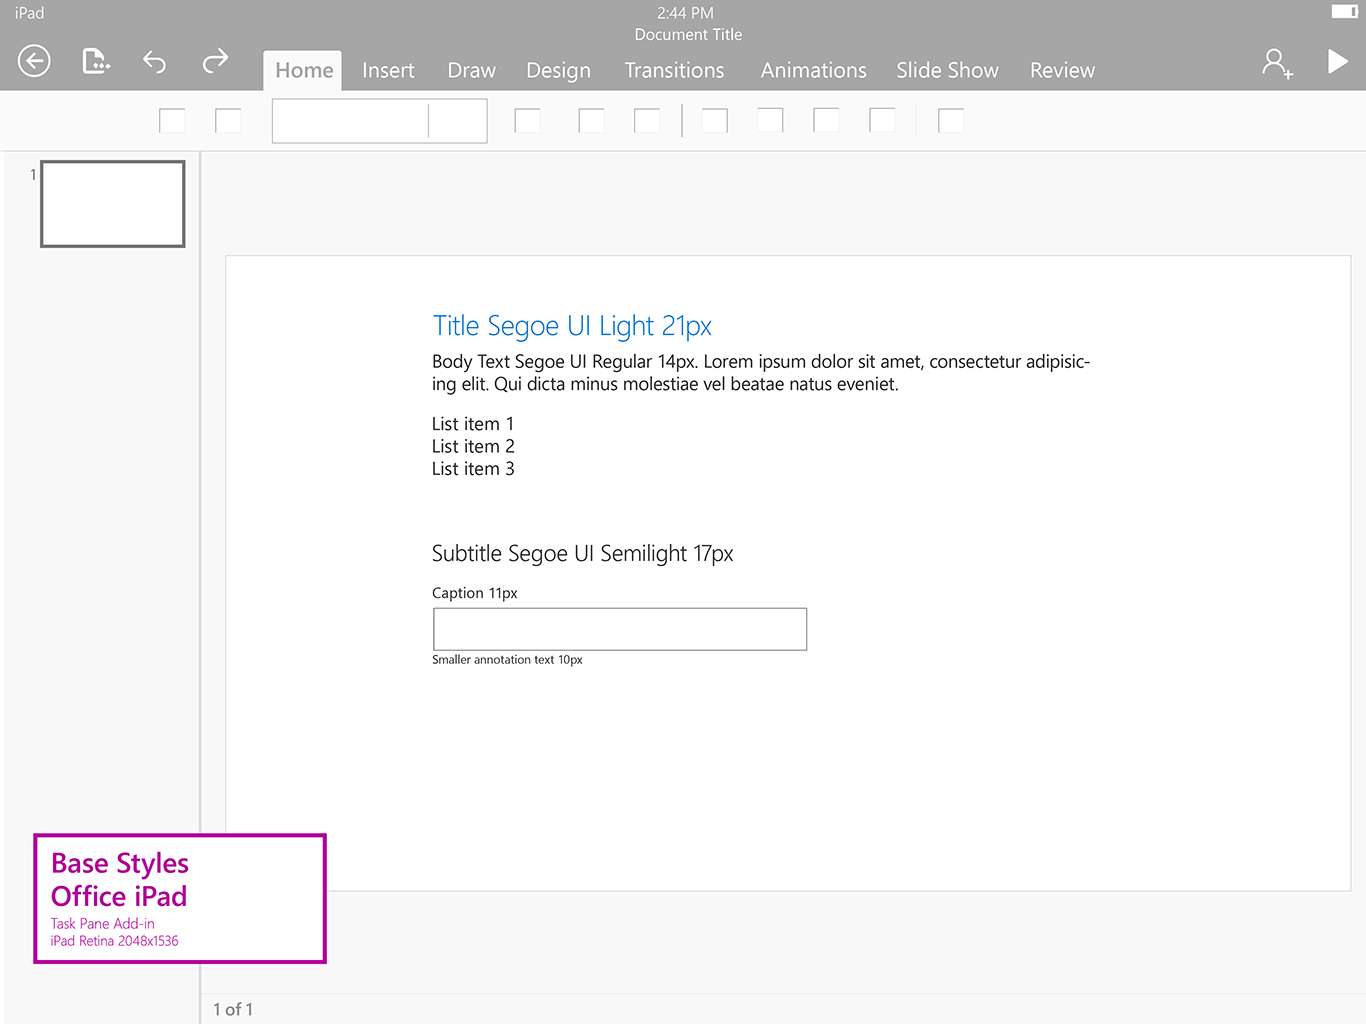 iPad
2:44 PM
Document Title
Home Insert Draw Design Transitions Animations Slide Show Review
1
Title Segoe UI Light 21px
Body Text Segoe UI Regular 14px. Lorem ipsum dolor sit amet, consectetur adipisic-
ing elit. Qui dicta minus molestiae vel beatae natus eveniet.
List item 1
List item 2
List item 3
Subtitle Segoe UI Semilight 17px
Caption 11px
Smaller annotation text 10px
Base Styles
Office iPad
Task Pane Add-in
iPad Retina 2048x1536
1 of 1